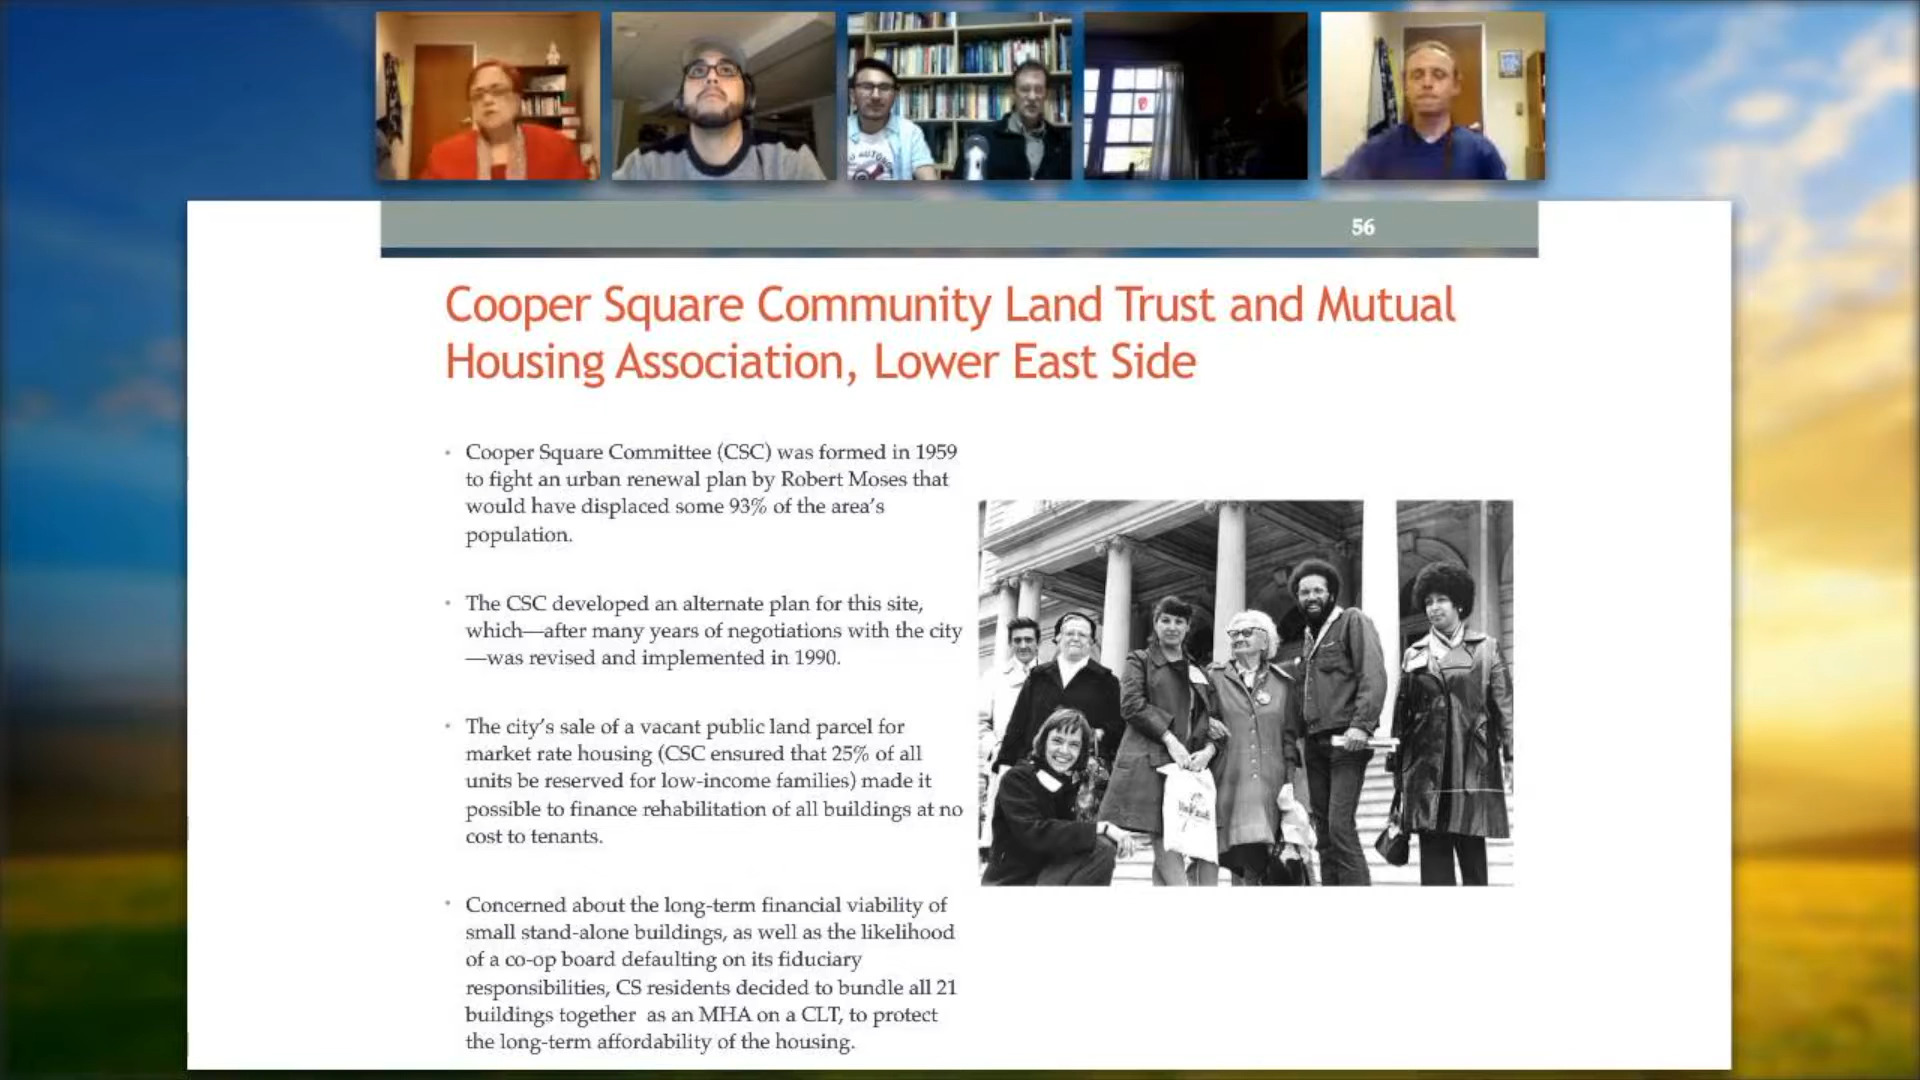 56
Cooper Square Community Land Trust and Mutual
Housing Association, Lower East Side
• Cooper Square Committee (CSC) was formed in 1959
to fight an urban renewal plan by Robert Moses that
would have displaced some 93% of the area's
population.
• The CSC developed an alternate plan for this site,
which—after many years of negotiations with the city
—was revised and implemented in 1990.
• The city's sale of a vacant public land parcel for
market rate housing (CSC ensured that 25% of all
units be reserved for low-income families) made it
possible to finance rehabilitation of all buildings at no
cost to tenants.
• Concerned about the long-term financial viability of
small stand-alone buildings, as well as the likelihood
of a co-op board defaulting on its fiduciary
responsibilities, CS residents decided to bundle all 21
buildings together as an MHA on a CLT, to protect
the long-term affordability of the housing.